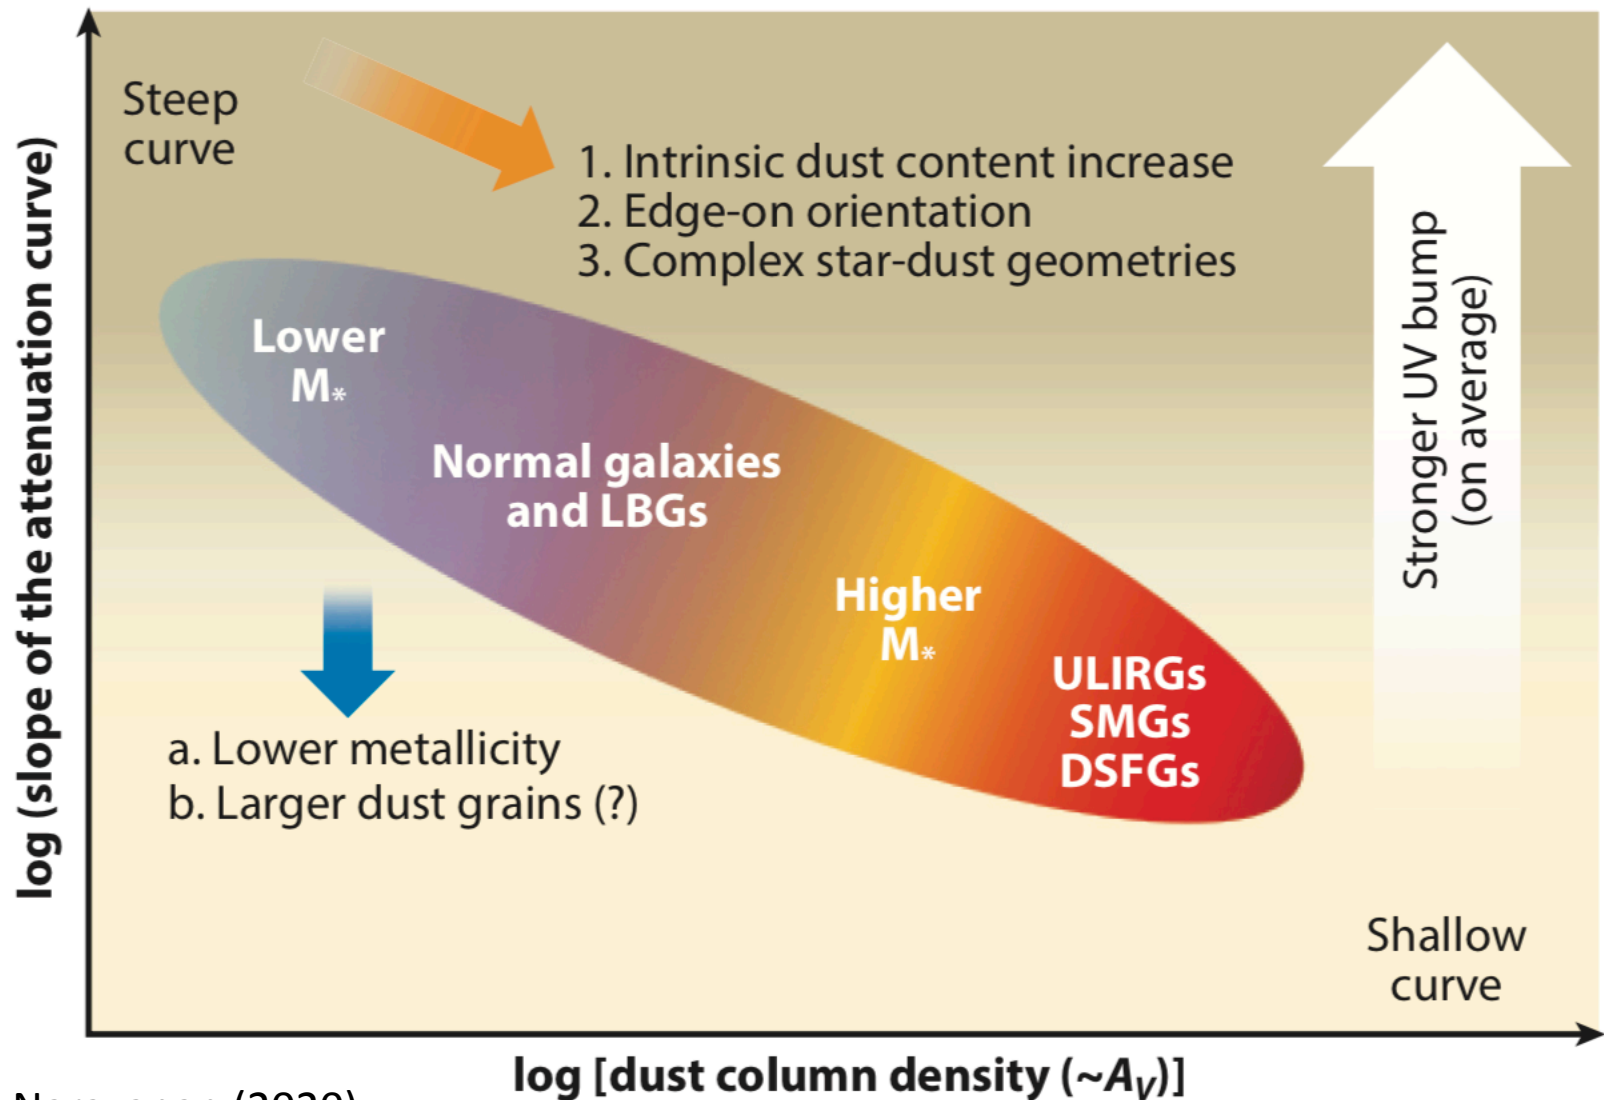 Steep
curve
1. Intrinsic dust content increase
2. Edge-on orientation
3. Complex star-dust geometries
Stronger UV bump
(on average)
log (slope of the attenuation curve)
Lower
M*
Normal galaxies
and LBGs
Higher
M*
ULIRGs
SMGs
DSFGs
a. Lower metallicity
b. Larger dust grains (?)
Shallow
curve
log [dust column density (~A_V)]